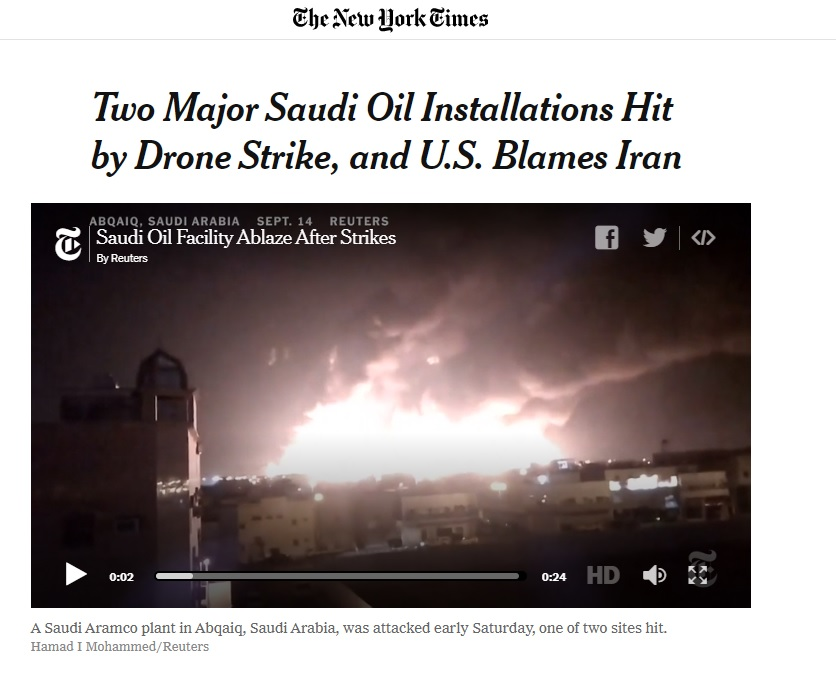 The New York Times
Two Major Saudi Oil Installations Hit
by Drone Strike, and U.S. Blames Iran
ABQAIQ, SAUDI ARABIA SEPT. 14 REUTERS
Saudi Oil Facility Ablaze After Strikes
By Reuters
0:02
0:24
HD
A Saudi Aramco plant in Abqaiq, Saudi Arabia, was attacked early Saturday, one of two sites hit.
Hamad I Mohammed/Reuters